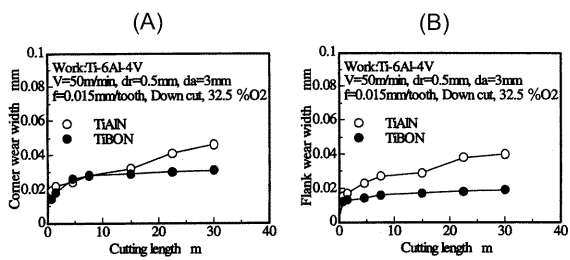 (A)
(B)
0.1
0.08
0.06
0.04
0.02
0
Corner wear width mm
Work:Ti-6Al-4V
V=50m/min, dr=0.5mm, da=3mm
f=0.015mm/tooth, Down cut, 32.5 %O2
TiAlN
TiBON
0 10 20 30 40
Cutting length m
0.1
0.08
0.06
0.04
0.02
0
Flank wear width mm
Work:Ti-6Al-4V
V=50m/min, dr=0.5mm, da=3mm
f=0.015mm/tooth, Down cut, 32.5 %O2
TiAlN
TiBON
0 10 20 30 40
Cutting length m